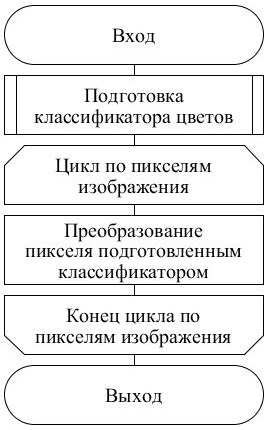 Вход
Подготовка
классификатора цветов
Цикл по пикселям
изображения
Преобразование
пикселя подготовленным
классификатором
Конец цикла по
пикселям изображения
Выход